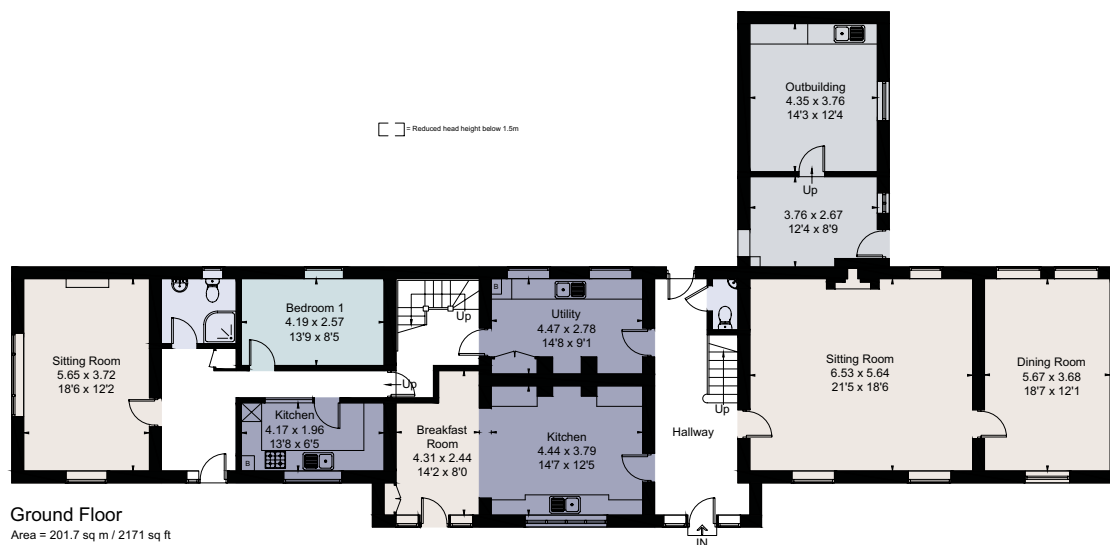 Outbuilding
4.35 x 3.76
14'3 x 12'4
= Reduced head height below 1.5m
Up
3.76 x 2.67
12'4 x 8'9
Sitting Room
5.65 x 3.72
18'6 x 12'2
Bedroom 1
4.19 x 2.57
13'9 x 8'5
Up
B
Utility
4.47 x 2.78
14'8 x 9'1
Up
Kitchen
4.17 x 1.96
13'8 x 6'5
B
Breakfast
Room
4.31 x 2.44
14'2 x 8'0
Kitchen
4.44 x 3.79
14'7 x 12'5
Up
Hallway
IN
Sitting Room
6.53 x 5.64
21'5 x 18'6
Dining Room
5.67 x 3.68
18'7 x 12'1
Ground Floor
Area = 201.7 sq m / 2171 sq ft